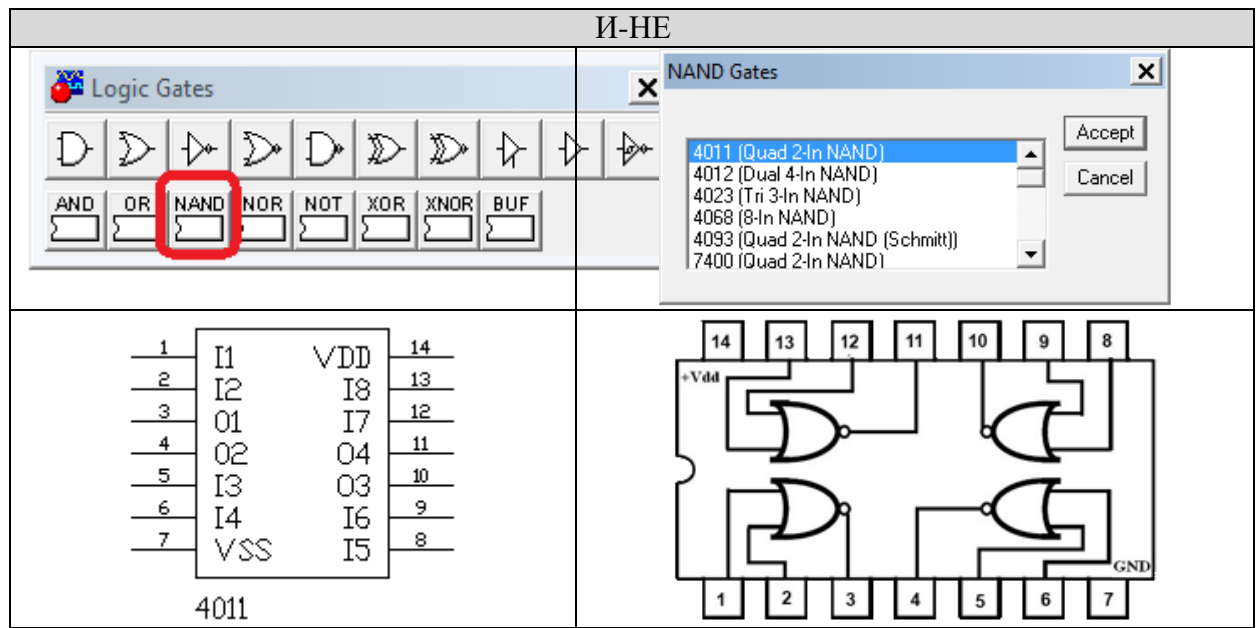 И-НЕ
Logic Gates
AND OR NAND NOR NOT XOR XNOR BUF
NAND Gates
4011 (Quad 2-In NAND)
4012 (Dual 4-In NAND)
4023 (Tri 3-In NAND)
4068 (8-In NAND)
4093 (Quad 2-In NAND (Schmitt))
7400 (Quad 2-In NAND)
Accept
Cancel
1 I1 VDD 14
2 I2 I8 13
3 O1 I7 12
4 O2 O4 11
5 I3 O3 10
6 I4 I6 9
7 VSS I5 8
4011
14 13 12 11 10 9 8
+Vdd
GND
1 2 3 4 5 6 7